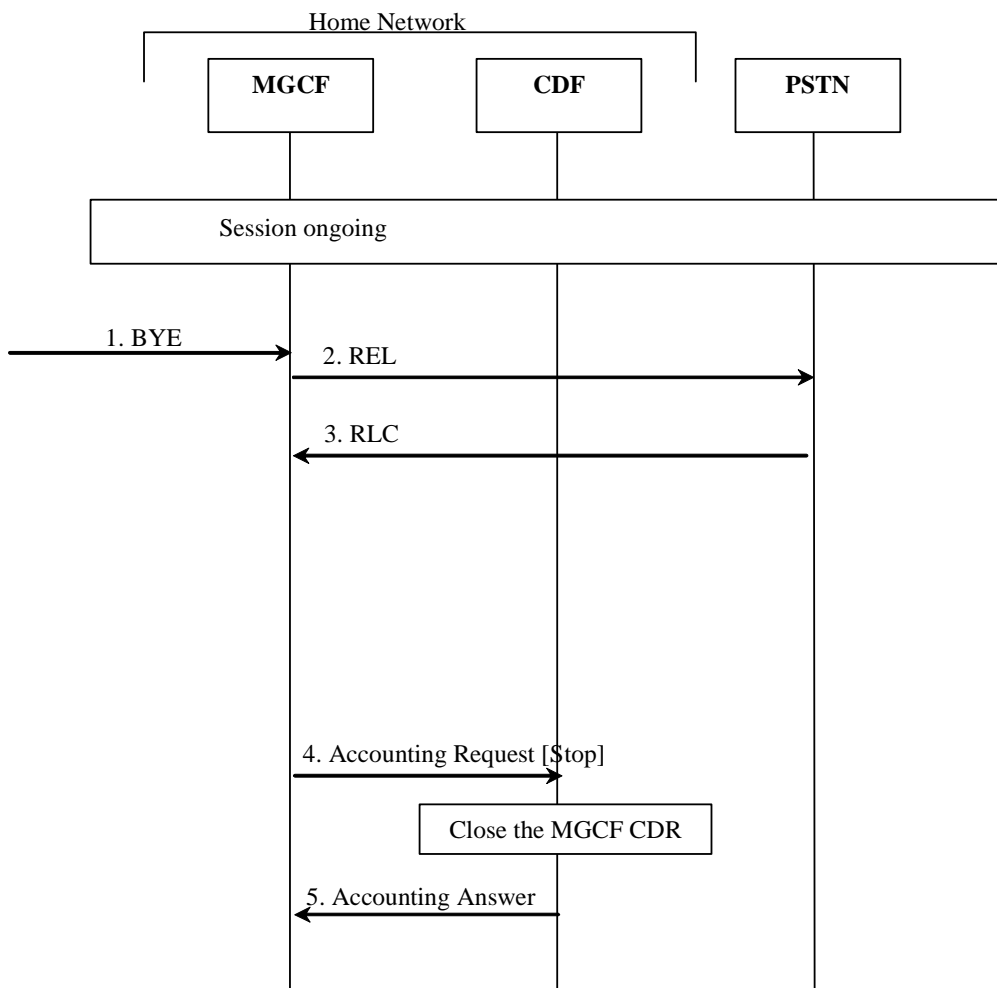 Home Network
MGCF
CDF
PSTN
Session ongoing
1. BYE
2. REL
3. RLC
4. Accounting Request [Stop]
Close the MGCF CDR
5. Accounting Answer